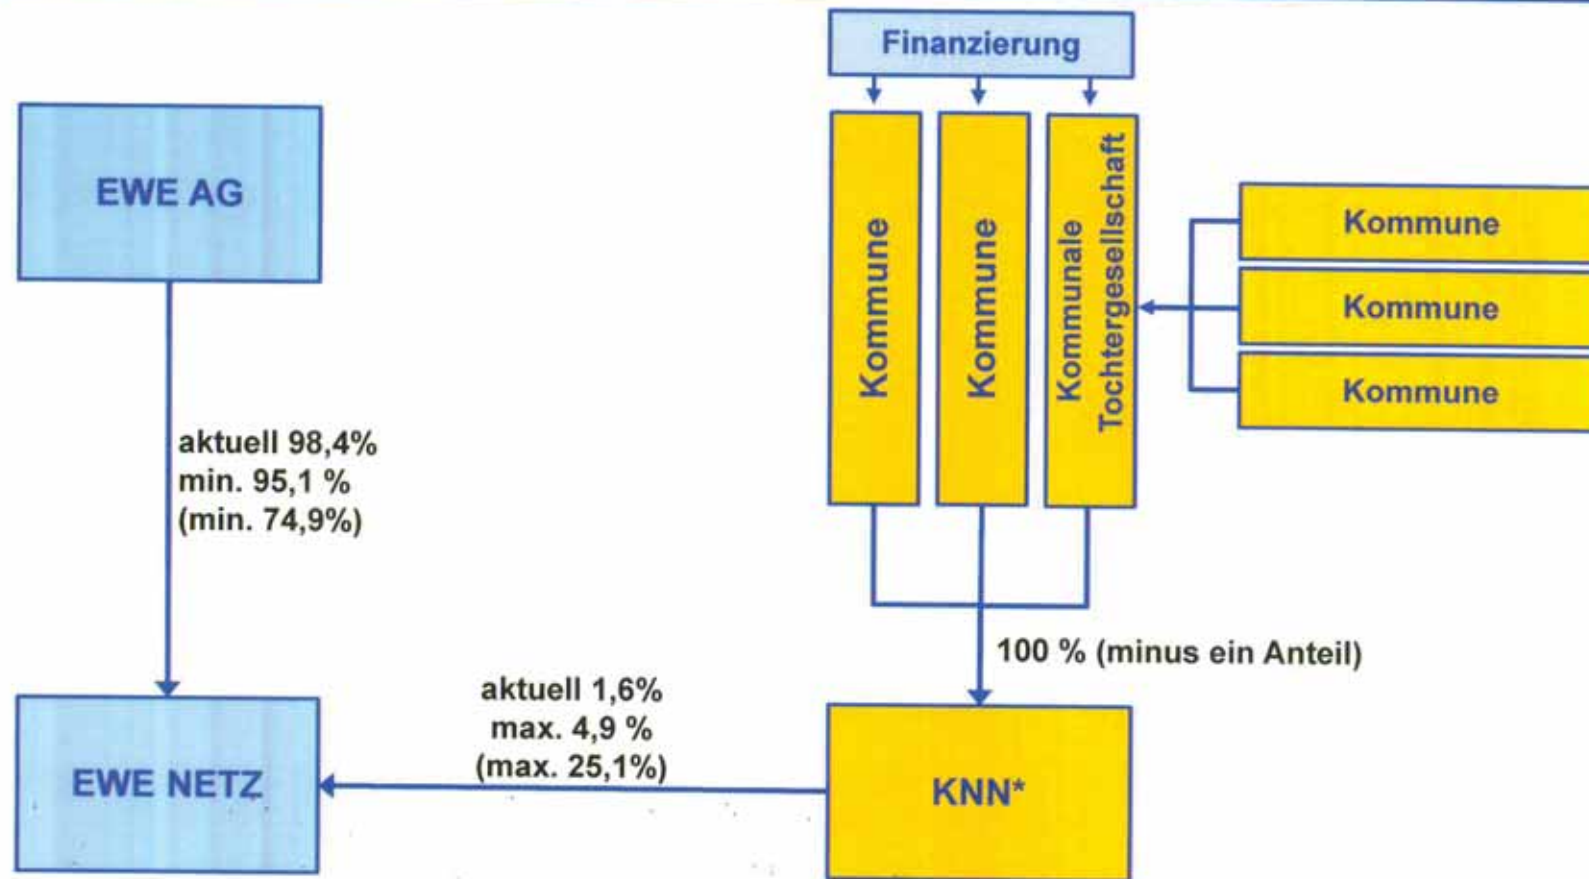 Finanzierung
EWE AG
Kommune
Kommune
Kommunale
Tochtergesellschaft
Kommune
Kommune
Kommune
aktuell 98,4%
min. 95,1 %
(min. 74,9%)
100 % (minus ein Anteil)
aktuell 1,6%
max. 4,9 %
(max. 25,1%)
EWE NETZ
KNN*